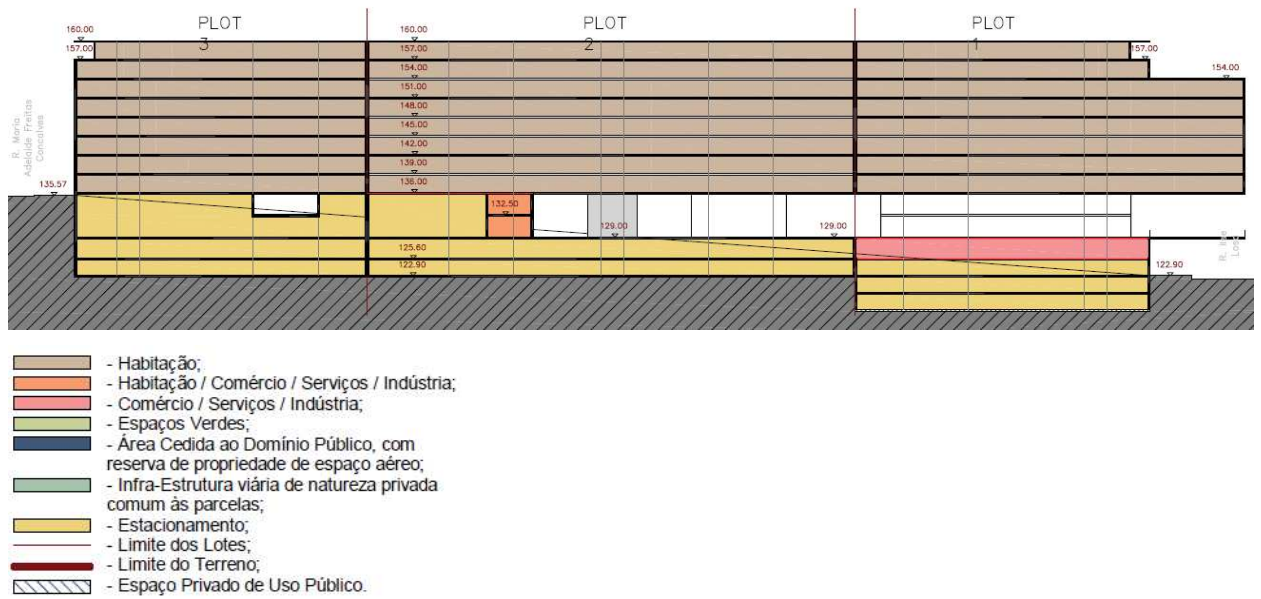 PLOT
3
PLOT
2
PLOT
1
160.00
157.00
160.00
157.00
154.00
151.00
148.00
145.00
142.00
139.00
136.00
157.00
154.00
R. Maria
Adelaide Freitas
Goncalves
135.57
132.50
129.00
129.00
125.60
122.90
122.90
R. Ilse
Losa
- Habitação;
- Habitação / Comércio / Serviços / Indústria;
- Comércio / Serviços / Indústria;
- Espaços Verdes;
- Área Cedida ao Domínio Público, com
reserva de propriedade de espaço aéreo;
- Infra-Estrutura viária de natureza privada
comum às parcelas;
- Estacionamento;
- Limite dos Lotes;
- Limite do Terreno;
- Espaço Privado de Uso Público.